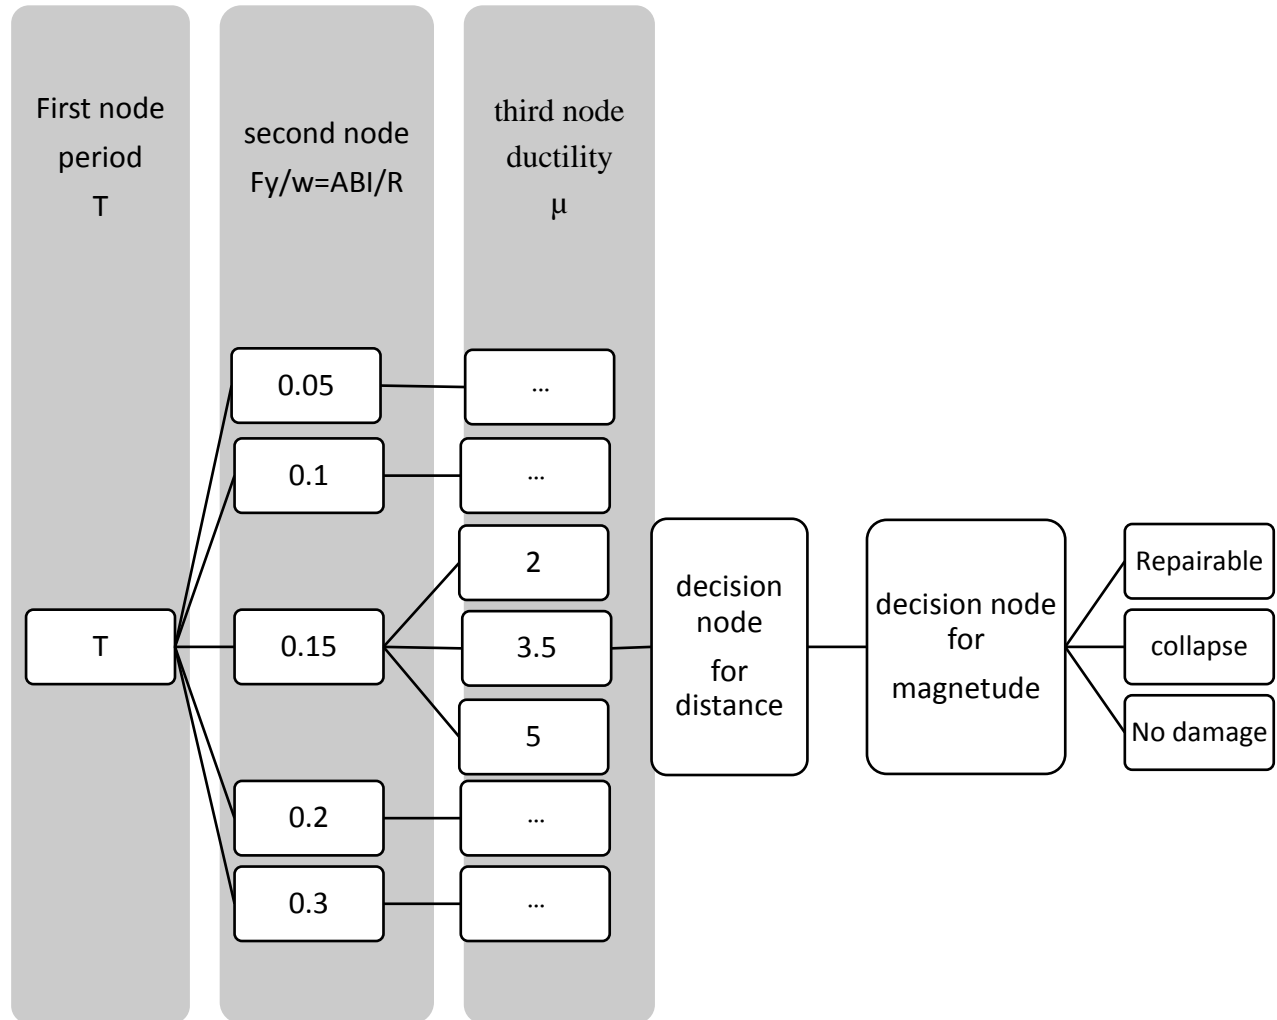 First node
period
T
second node
Fy/w=ABI/R
third node
ductility
μ
0.05
...
0.1
...
2
T
0.15
3.5
5
0.2
...
0.3
...
decision
node
for
distance
decision node
for
magnetude
Repairable
collapse
No damage